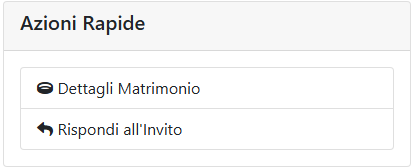 Azioni Rapide
Dettagli Matrimonio
Rispondi all'Invito